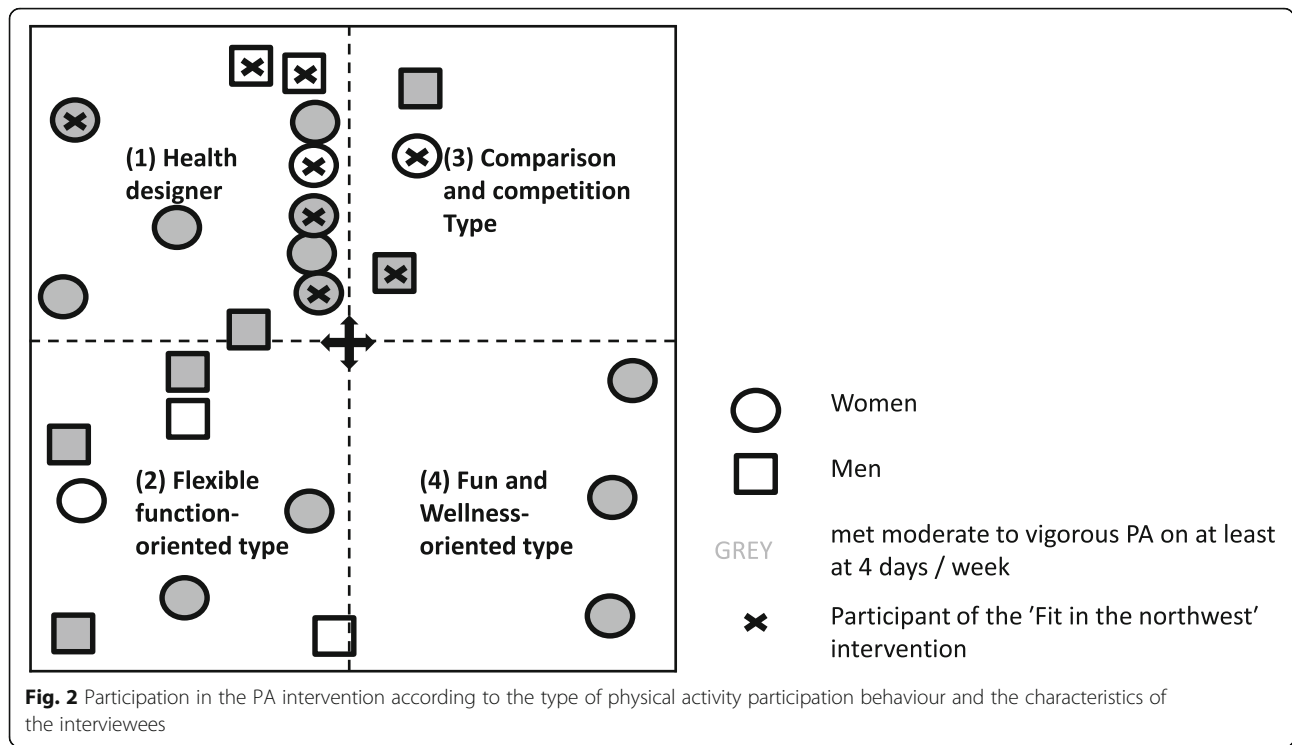 (1) Health
designer
(3) Comparison
and competition
Type
(2) Flexible
function-
oriented type
(4) Fun and
Wellness-
oriented type
Women
Men
GREY
met moderate to vigorous PA on at least
at 4 days / week
Participant of the ’Fit in the northwest’
intervention
Fig. 2 Participation in the PA intervention according to the type of physical activity participation behaviour and the characteristics of
the interviewees